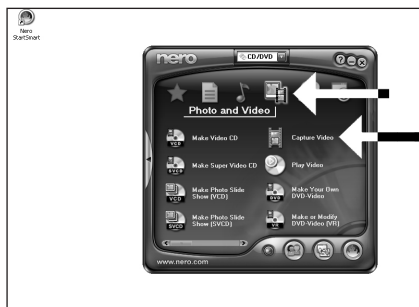 Nero
StartSmart
nero
CD/DVD
Photo and Video
Make Video CD
Capture Video
Make Super Video CD
Play Video
Make Photo Slide
Show (VCD)
Make Your Own
DVD-Video
Make Photo Slide
Show (SVCD)
Make or Modify
DVD-Video (VR)
www.nero.com